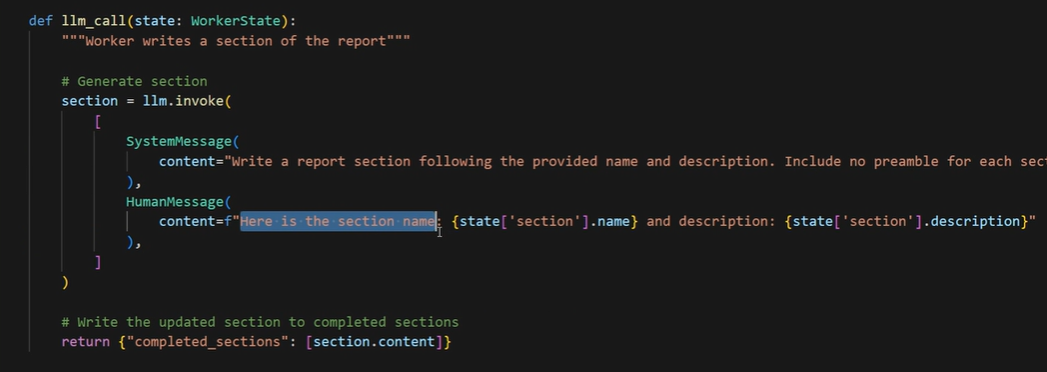 def llm_call(state: WorkerState):
    """Worker writes a section of the report"""

    # Generate section
    section = llm.invoke(
        [
            SystemMessage(
                content="Write a report section following the provided name and description. Include no preamble for each
            ),
            HumanMessage(
                content=f"Here is the section name: {state['section'].name} and description: {state['section'].description}"
            ),
        ]
    )

    # Write the updated section to completed sections
    return {"completed_sections": [section.content]}